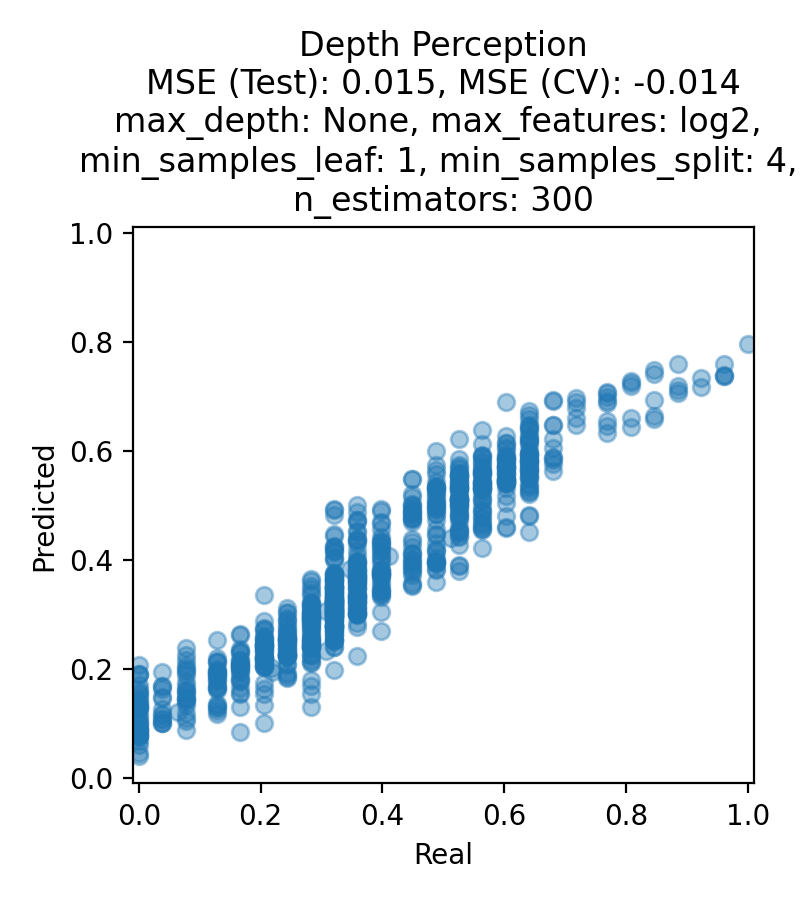 Depth Perception
MSE (Test): 0.015, MSE (CV): -0.014
max_depth: None, max_features: log2,
min_samples_leaf: 1, min_samples_split: 4,
n_estimators: 300
1.0
0.8
0.6
0.4
0.2
0.0
Predicted
0.0 0.2 0.4 0.6 0.8 1.0
Real